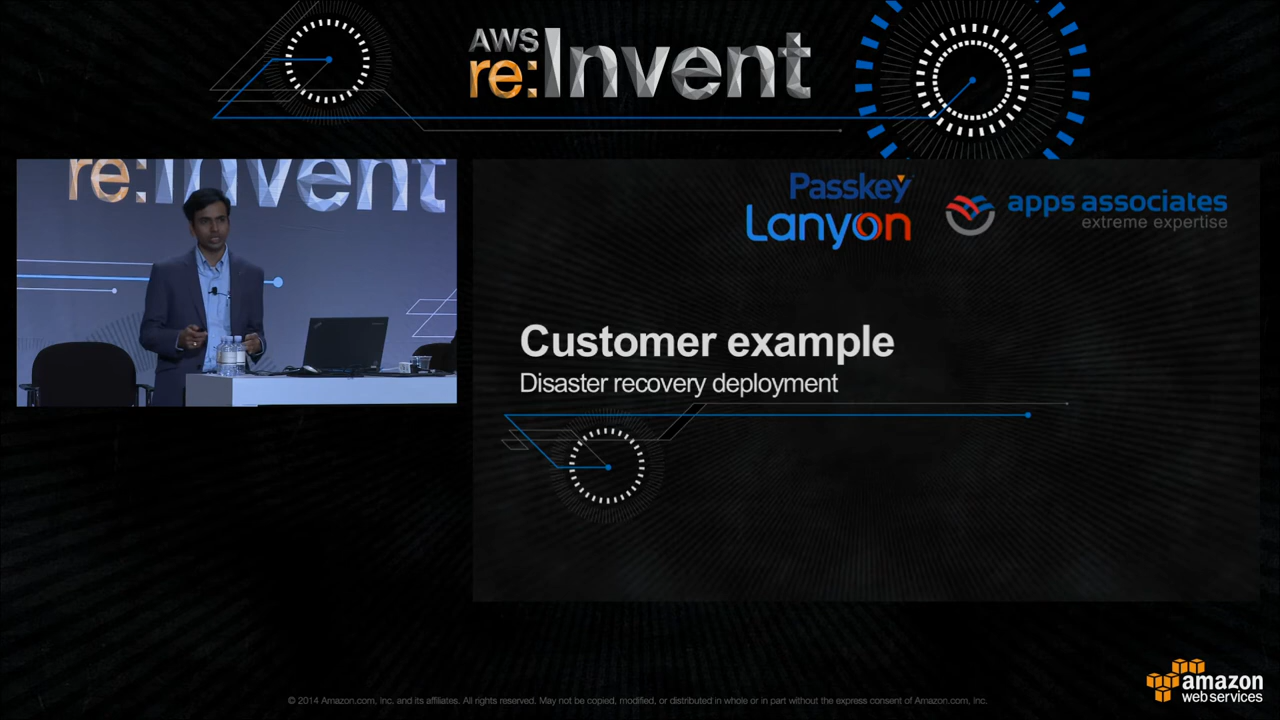 AWS
re:Invent
re:Invent
Passkey
Lanyon
apps associates
extreme expertise
Customer example
Disaster recovery deployment
© 2014 Amazon.com, Inc. and its affiliates. All rights reserved. May not be copied, modified, or distributed in whole or in part without the express consent of Amazon.com, Inc.
amazon
web services